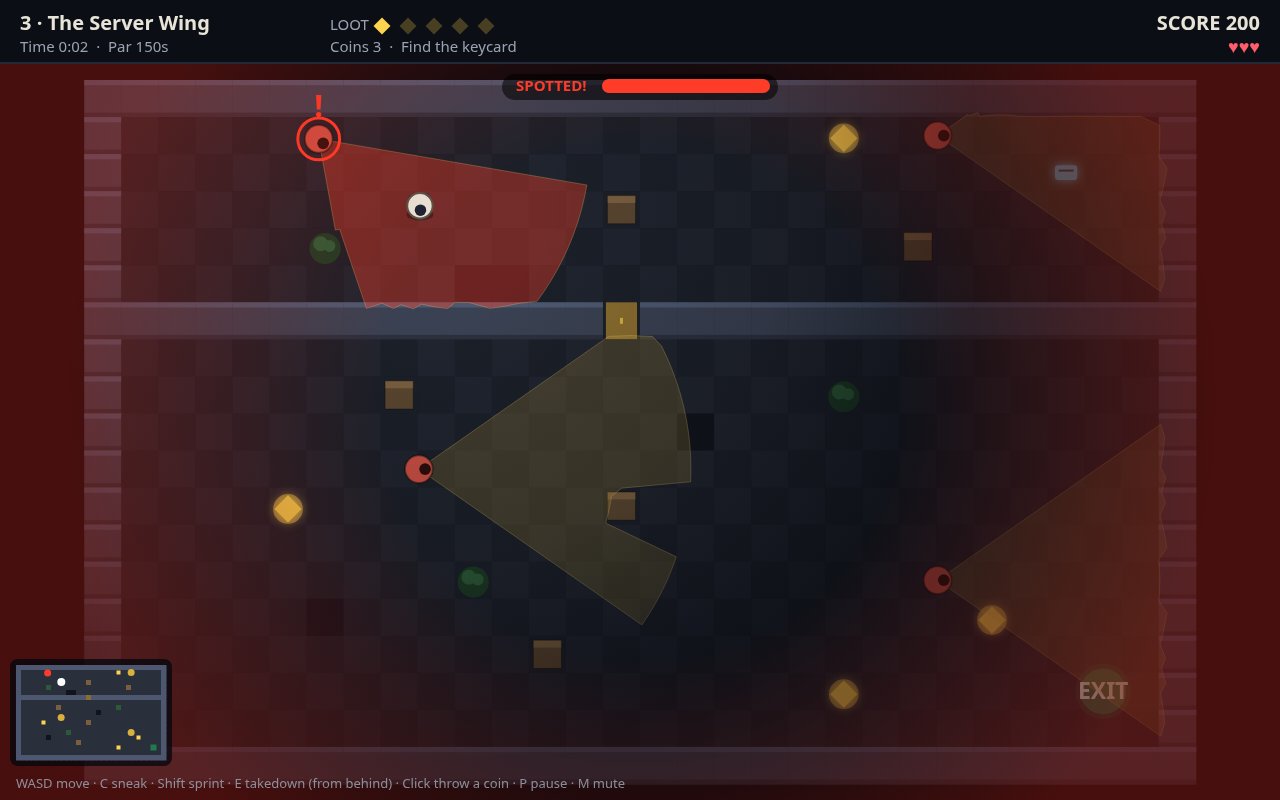 3 · The Server Wing
Time 0:02 · Par 150s
LOOT
Coins 3 · Find the keycard
SCORE 200
♥♥♥
SPOTTED!
!
EXIT
WASD move · C sneak · Shift sprint · E takedown (from behind) · Click throw a coin · P pause · M mute